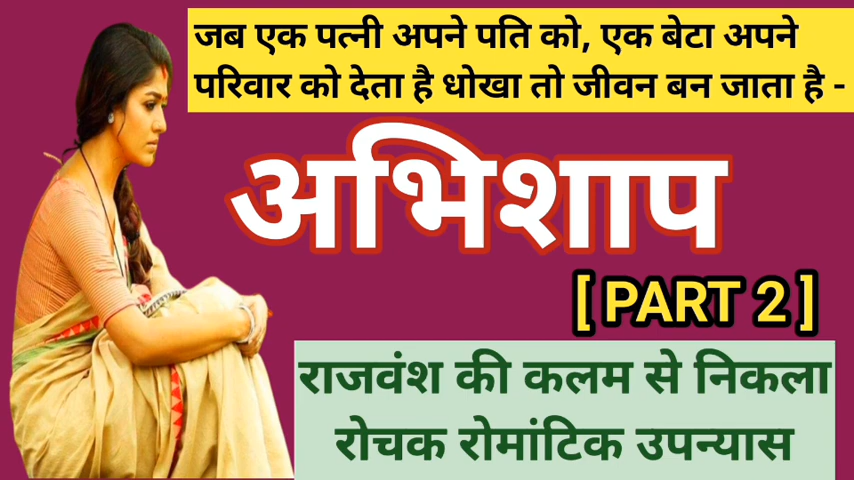 जब एक पत्नी अपने पति को, एक बेटा अपने
परिवार को देता है धोखा तो जीवन बन जाता है -
अभिशाप
[ PART 2 ]
राजवंश की कलम से निकला
रोचक रोमांटिक उपन्यास